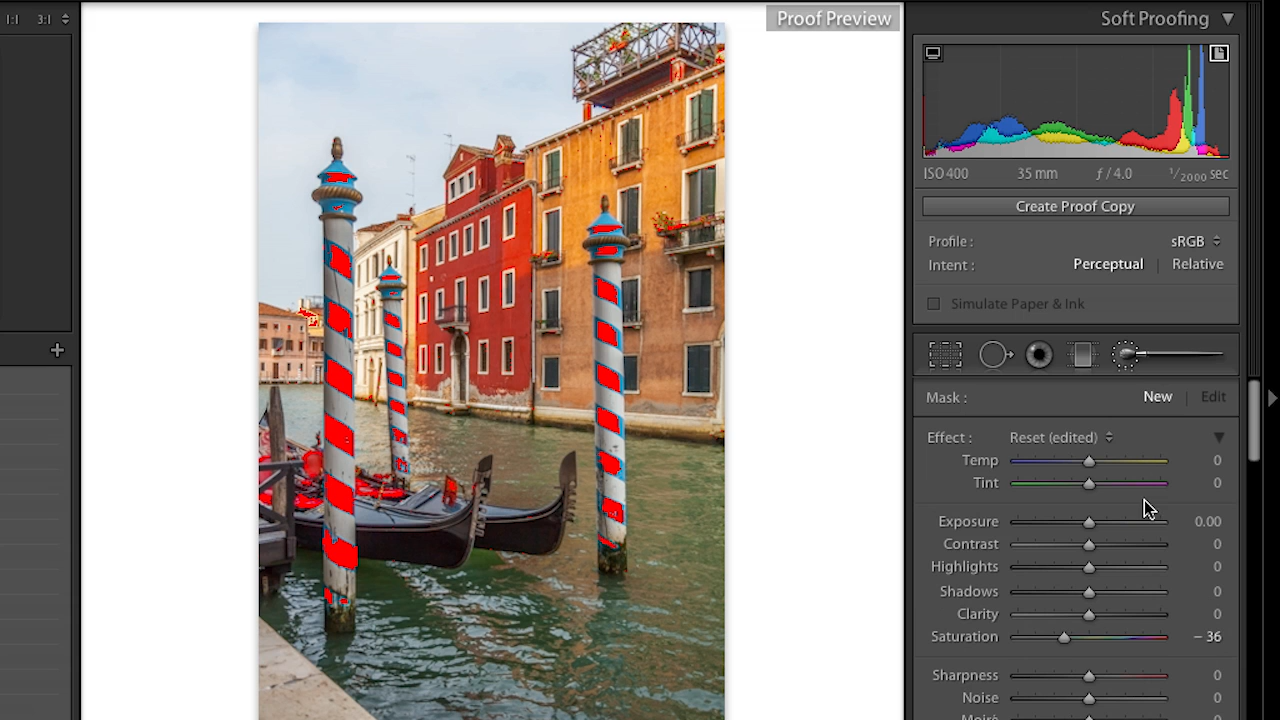 1:1 3:1
Proof Preview
Soft Proofing
ISO 400 35 mm ƒ / 4.0 1/2000 sec
Create Proof Copy
Profile : sRGB
Intent : Perceptual | Relative
Simulate Paper & Ink
Mask : New | Edit
Effect : Reset (edited)
Temp 0
Tint 0
Exposure 0.00
Contrast 0
Highlights 0
Shadows 0
Clarity 0
Saturation – 36
Sharpness 0
Noise 0
Moiré 0